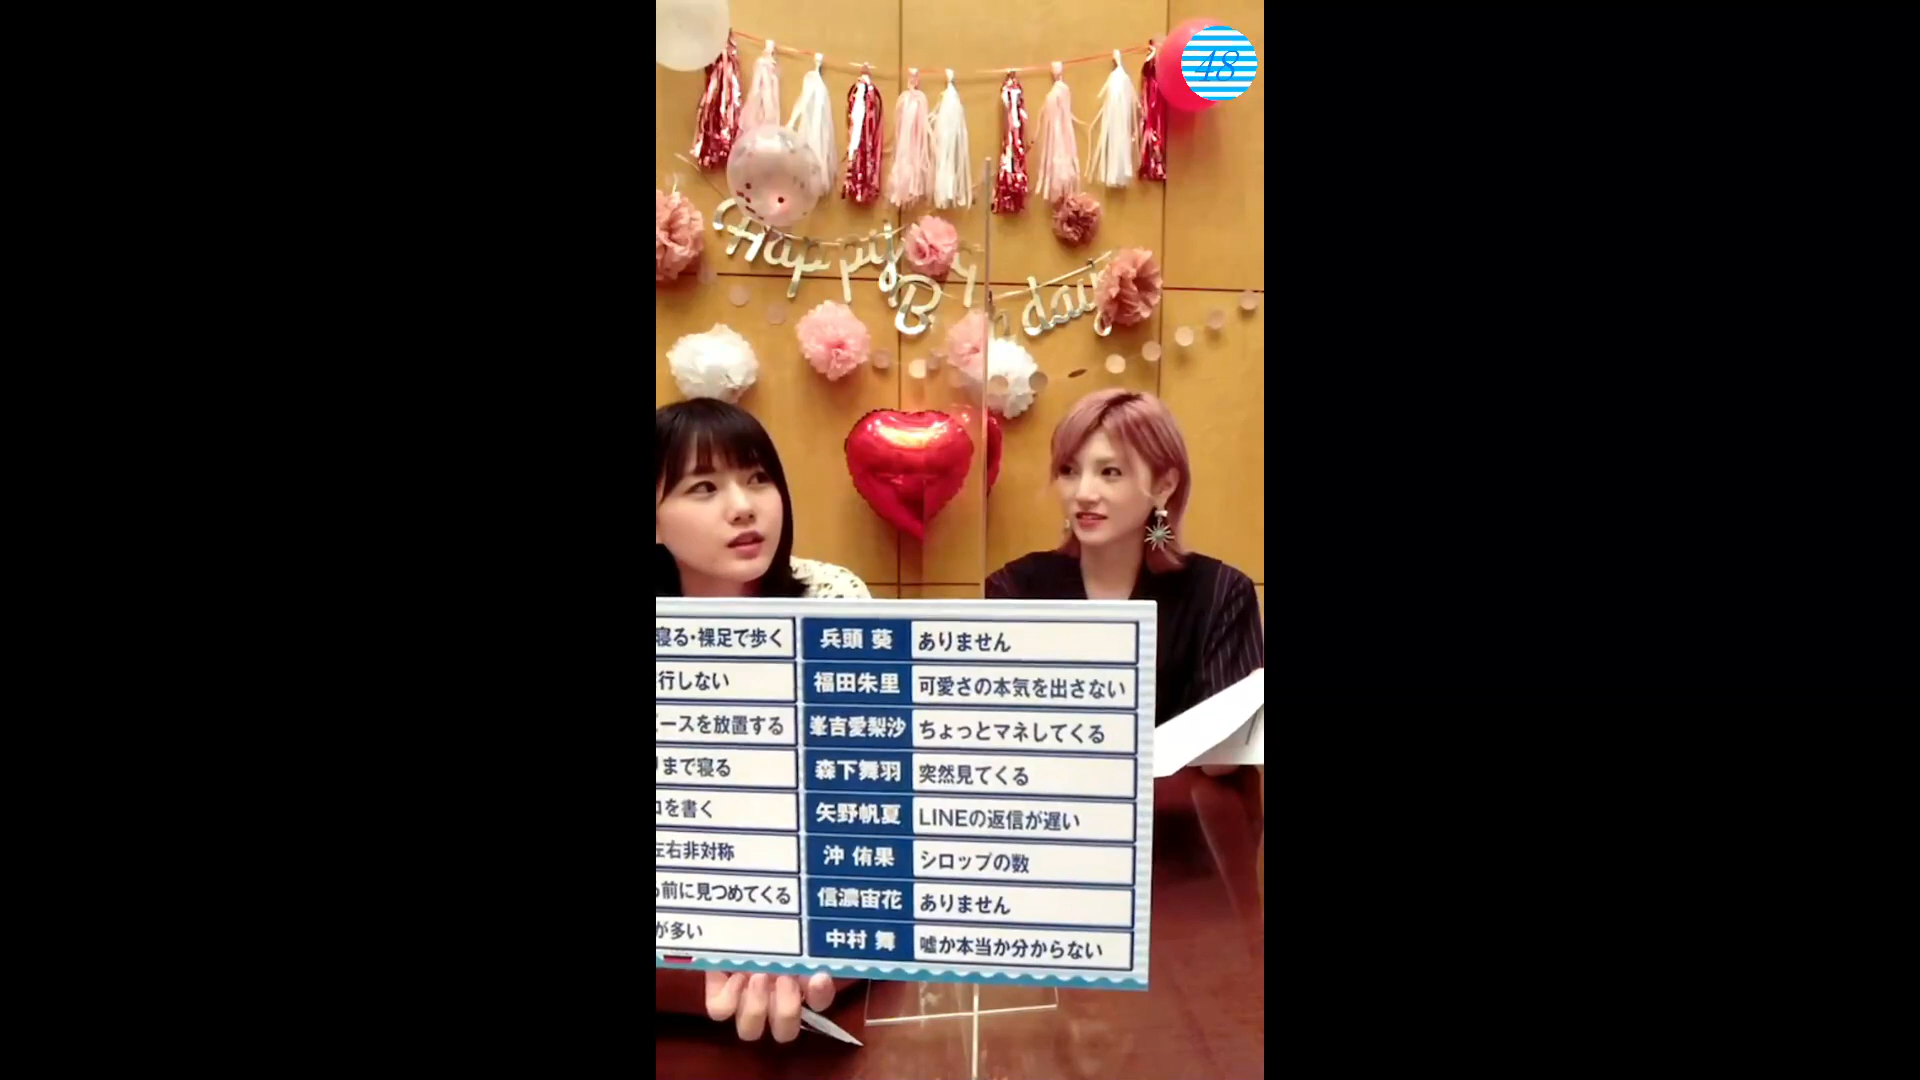 48
Happy
B
day
寝る・裸足で歩く
行しない
ースを放置する
まで寝る
を書く
左右非対称
前に見つめてくる
が多い
兵頭 葵 ありません
福田朱里 可愛さの本気を出さない
峯吉愛梨沙 ちょっとマネしてくる
森下舞羽 突然見てくる
矢野帆夏 LINEの返信が遅い
沖 侑果 シロップの数
信濃宙花 ありません
中村 舞 嘘か本当か分からない